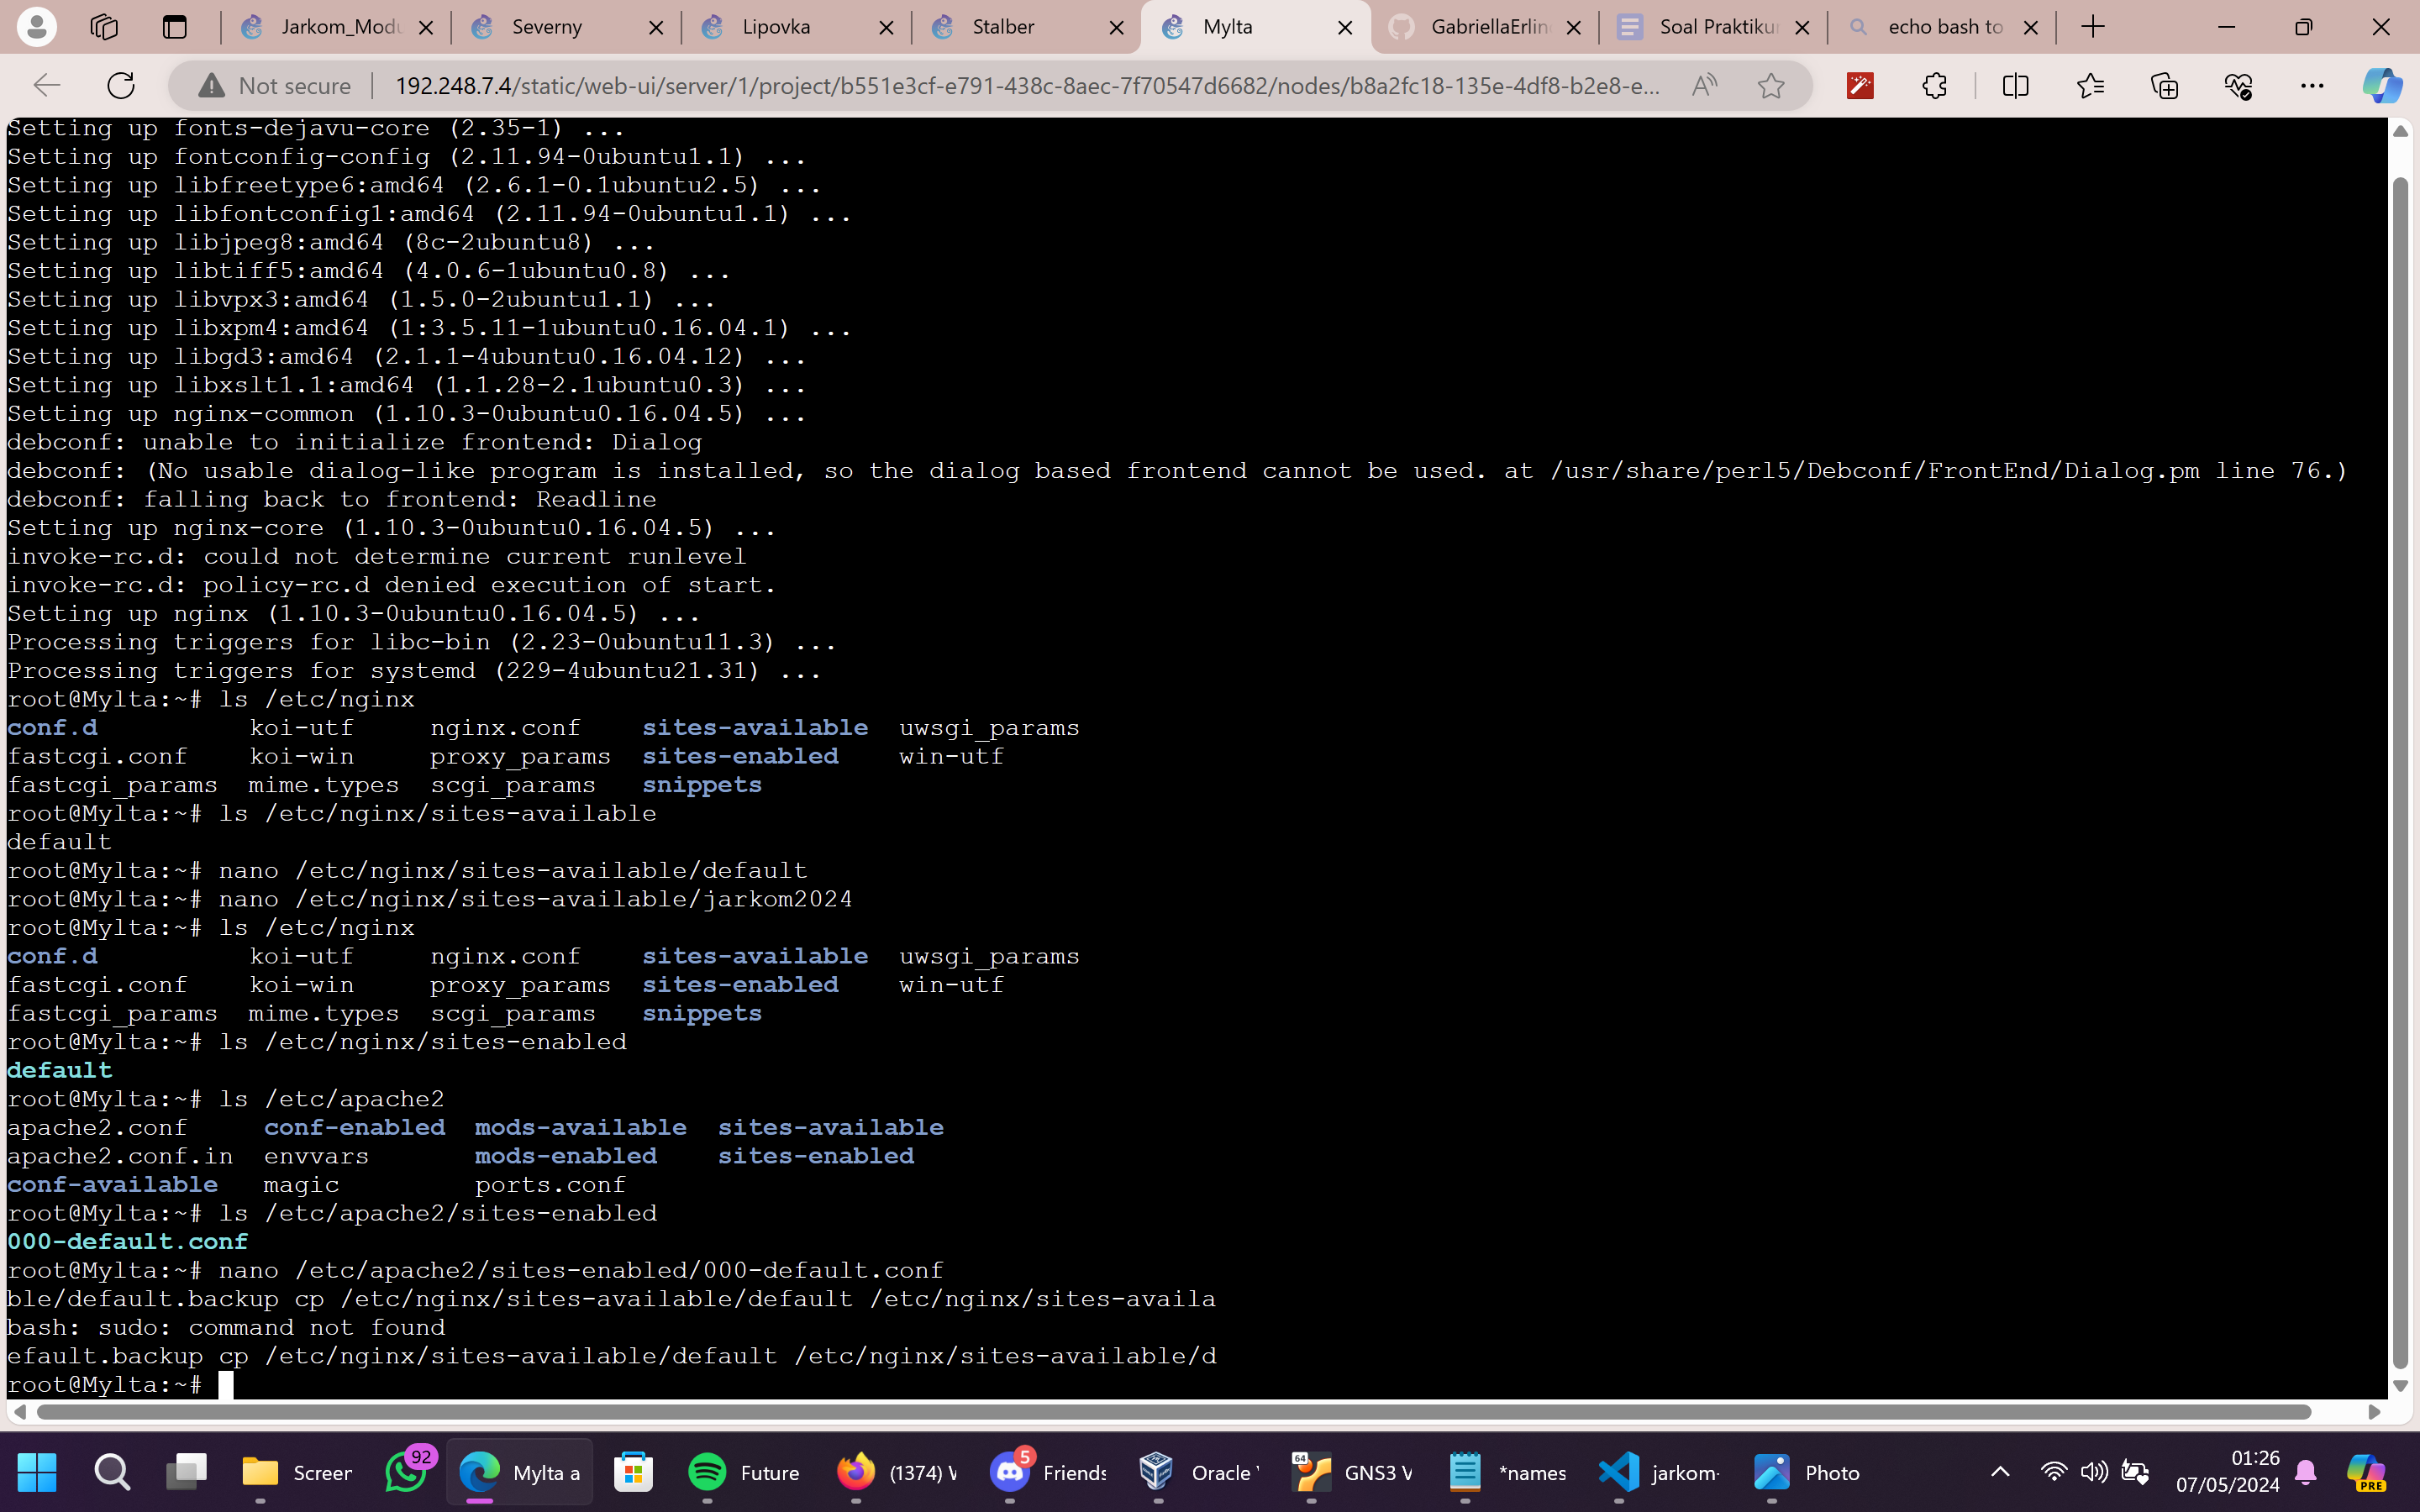 Jarkom_Modu
Severny
Lipovka
Stalber
Mylta
GabriellaErlin
Soal Praktiku
echo bash to
Not secure
192.248.7.4/static/web-ui/server/1/project/b551e3cf-e791-438c-8aec-7f70547d6682/nodes/b8a2fc18-135e-4df8-b2e8-e...
Setting up fonts-dejavu-core (2.35-1) ...
Setting up fontconfig-config (2.11.94-0ubuntu1.1) ...
Setting up libfreetype6:amd64 (2.6.1-0.1ubuntu2.5) ...
Setting up libfontconfig1:amd64 (2.11.94-0ubuntu1.1) ...
Setting up libjpeg8:amd64 (8c-2ubuntu8) ...
Setting up libtiff5:amd64 (4.0.6-1ubuntu0.8) ...
Setting up libvpx3:amd64 (1.5.0-2ubuntu1.1) ...
Setting up libxpm4:amd64 (1:3.5.11-1ubuntu0.16.04.1) ...
Setting up libgd3:amd64 (2.1.1-4ubuntu0.16.04.12) ...
Setting up libxslt1.1:amd64 (1.1.28-2.1ubuntu0.3) ...
Setting up nginx-common (1.10.3-0ubuntu0.16.04.5) ...
debconf: unable to initialize frontend: Dialog
debconf: (No usable dialog-like program is installed, so the dialog based frontend cannot be used. at /usr/share/perl5/Debconf/FrontEnd/Dialog.pm line 76.)
debconf: falling back to frontend: Readline
Setting up nginx-core (1.10.3-0ubuntu0.16.04.5) ...
invoke-rc.d: could not determine current runlevel
invoke-rc.d: policy-rc.d denied execution of start.
Setting up nginx (1.10.3-0ubuntu0.16.04.5) ...
Processing triggers for libc-bin (2.23-0ubuntu11.3) ...
Processing triggers for systemd (229-4ubuntu21.31) ...
root@Mylta:~# ls /etc/nginx
conf.d koi-utf nginx.conf sites-available uwsgi_params
fastcgi.conf koi-win proxy_params sites-enabled win-utf
fastcgi_params mime.types scgi_params snippets
root@Mylta:~# ls /etc/nginx/sites-available
default
root@Mylta:~# nano /etc/nginx/sites-available/default
root@Mylta:~# nano /etc/nginx/sites-available/jarkom2024
root@Mylta:~# ls /etc/nginx
conf.d koi-utf nginx.conf sites-available uwsgi_params
fastcgi.conf koi-win proxy_params sites-enabled win-utf
fastcgi_params mime.types scgi_params snippets
root@Mylta:~# ls /etc/nginx/sites-enabled
default
root@Mylta:~# ls /etc/apache2
apache2.conf conf-enabled mods-available sites-available
apache2.conf.in envvars mods-enabled sites-enabled
conf-available magic ports.conf
root@Mylta:~# ls /etc/apache2/sites-enabled
000-default.conf
root@Mylta:~# nano /etc/apache2/sites-enabled/000-default.conf
ble/default.backup cp /etc/nginx/sites-available/default /etc/nginx/sites-availa
bash: sudo: command not found
efault.backup cp /etc/nginx/sites-available/default /etc/nginx/sites-available/d
root@Mylta:~#
Screer
92
Mylta a
Future
(1374) V
5
Friends
Oracle
64
GNS3 V
*names
jarkom-
Photo
01:26
07/05/2024
PRE